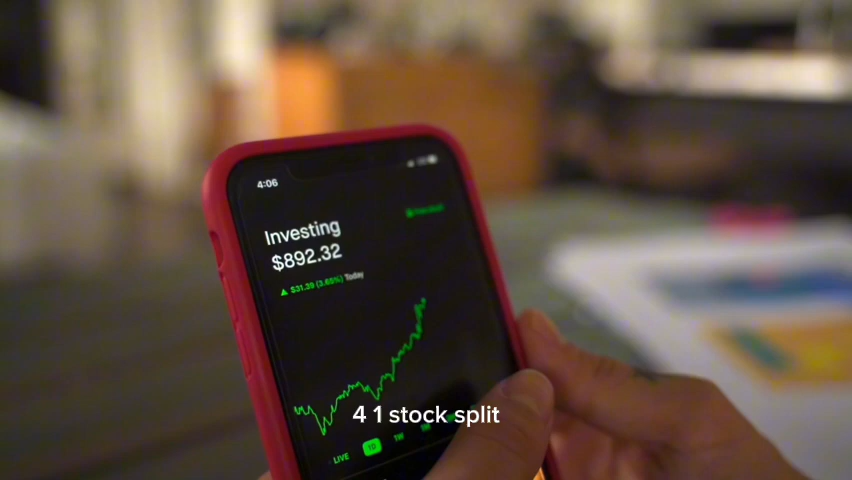 4:06
Investing
$892.32
▲ $31.39 (3.65%) Today
4 1 stock split
LIVE 1D 1W